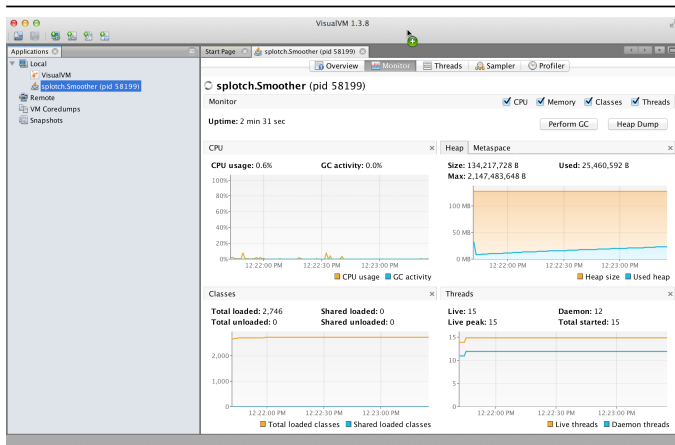 VisualVM 1.3.8
Applications
Local
VisualVM
splotch.Smoother (pid 58199)
Remote
VM Coredumps
Snapshots
Start Page splotch.Smoother (pid 58199)
Overview Monitor Threads Sampler Profiler
splotch.Smoother (pid 58199)
Monitor CPU Memory Classes Threads
Uptime: 2 min 31 sec Perform GC Heap Dump
CPU
CPU usage: 0.6% GC activity: 0.0%
100%
80%
60%
40%
20%
0%
12:22:00 PM 12:22:30 PM 12:23:00 PM
CPU usage GC activity
Heap Metaspace
Size: 134,217,728 B Used: 25,460,592 B
Max: 2,147,483,648 B
100 MB
50 MB
0 MB
12:22:00 PM 12:22:30 PM 12:23:00 PM
Heap size Used heap
Classes
Total loaded: 2,746 Shared loaded: 0
Total unloaded: 0 Shared unloaded: 0
2,000
1,000
0
12:22:00 PM 12:22:30 PM 12:23:00 PM
Total loaded classes Shared loaded classes
Threads
Live: 15 Daemon: 12
Live peak: 15 Total started: 15
15
10
5
0
12:22:00 PM 12:22:30 PM 12:23:00 PM
Live threads Daemon threads